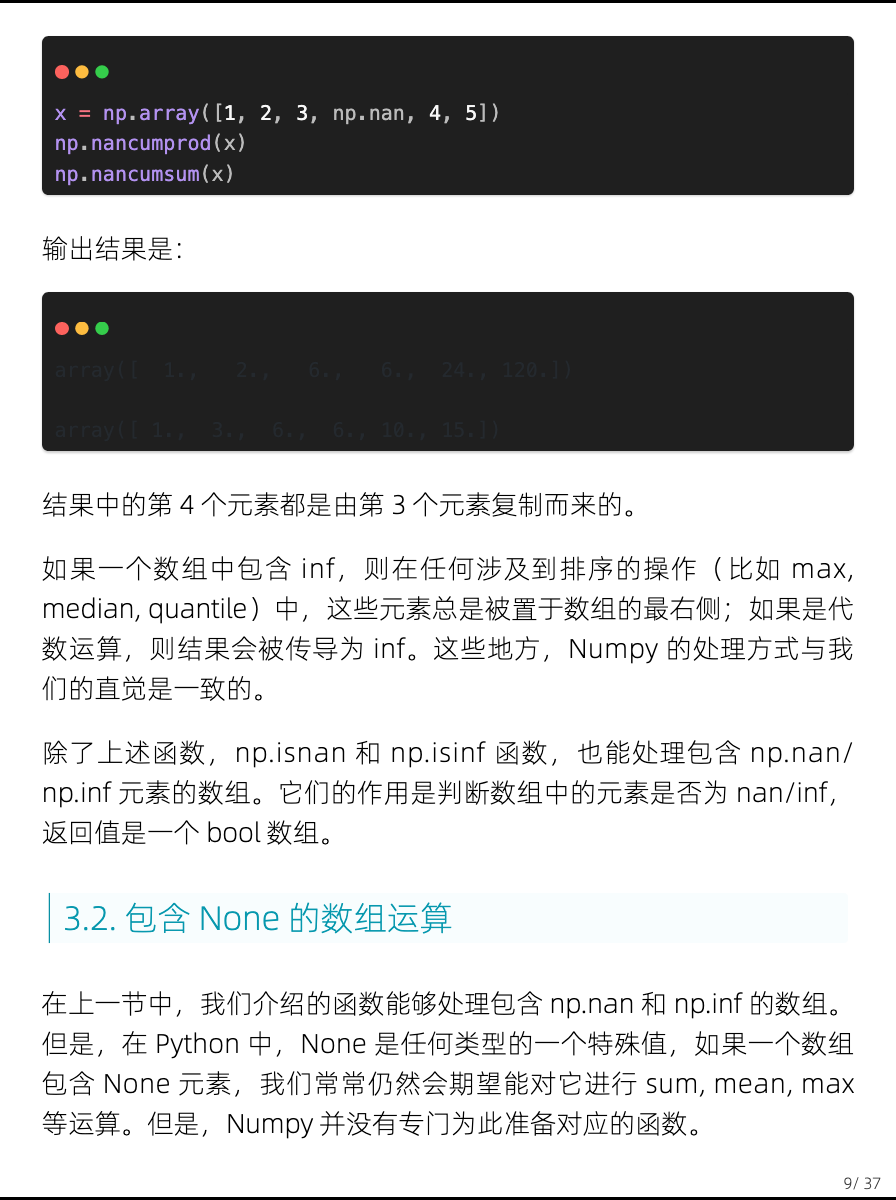 x = np.array([1, 2, 3, np.nan, 4, 5])
np.nancumprod(x)
np.nancumsum(x)
输出结果是：
array([  1.,   2.,   6.,   6.,  24., 120.])
array([ 1.,  3.,  6.,  6., 10., 15.])
结果中的第 4 个元素都是由第 3 个元素复制而来的。
如果一个数组中包含 inf，则在任何涉及到排序的操作（比如 max,
median, quantile）中，这些元素总是被置于数组的最右侧；如果是代
数运算，则结果会被传导为 inf。这些地方，Numpy 的处理方式与我
们的直觉是一致的。
除了上述函数，np.isnan 和 np.isinf 函数，也能处理包含 np.nan/
np.inf 元素的数组。它们的作用是判断数组中的元素是否为 nan/inf，
返回值是一个 bool 数组。
3.2. 包含 None 的数组运算
在上一节中，我们介绍的函数能够处理包含 np.nan 和 np.inf 的数组。
但是，在 Python 中，None 是任何类型的一个特殊值，如果一个数组
包含 None 元素，我们常常仍然会期望能对它进行 sum, mean, max
等运算。但是，Numpy 并没有专门为此准备对应的函数。
9/ 37